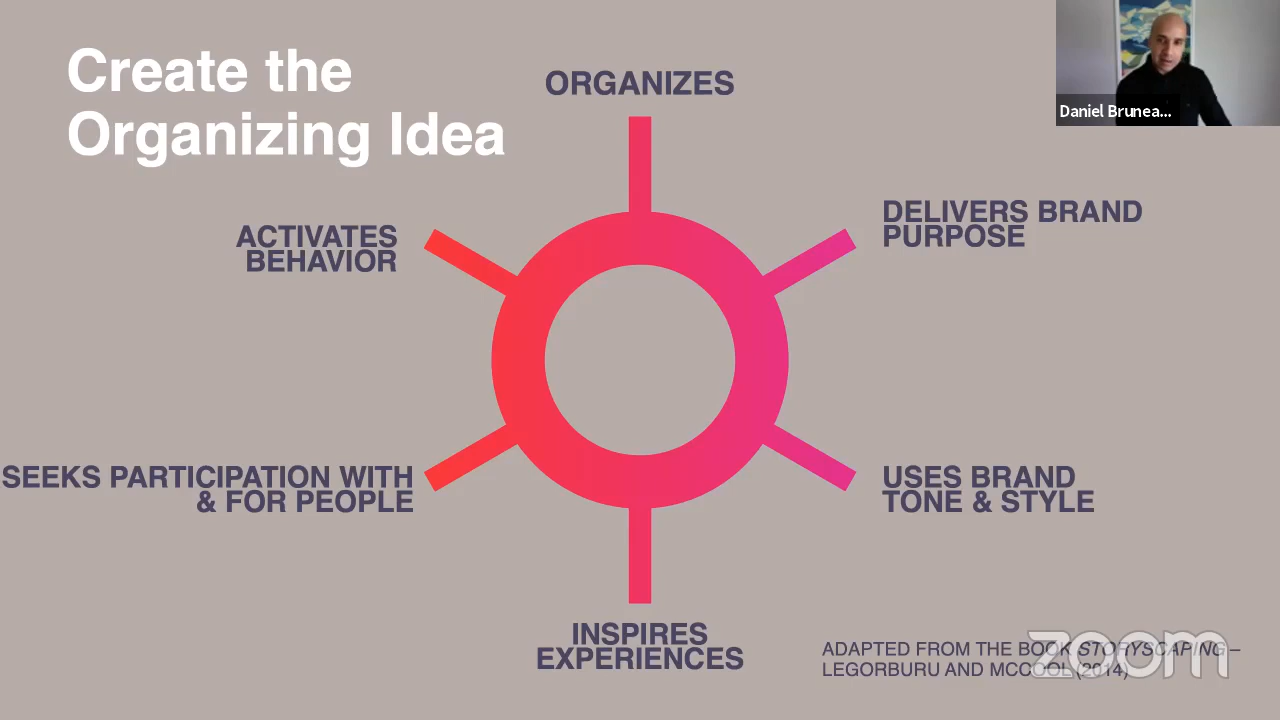 Create the
Organizing Idea
ORGANIZES
Daniel Brunea...
DELIVERS BRAND
PURPOSE
ACTIVATES
BEHAVIOR
SEEKS PARTICIPATION WITH
& FOR PEOPLE
USES BRAND
TONE & STYLE
INSPIRES
EXPERIENCES
ADAPTED FROM THE BOOK STORYSCAPING –
LEGORBURU AND MCCOOL (2014)
zoom